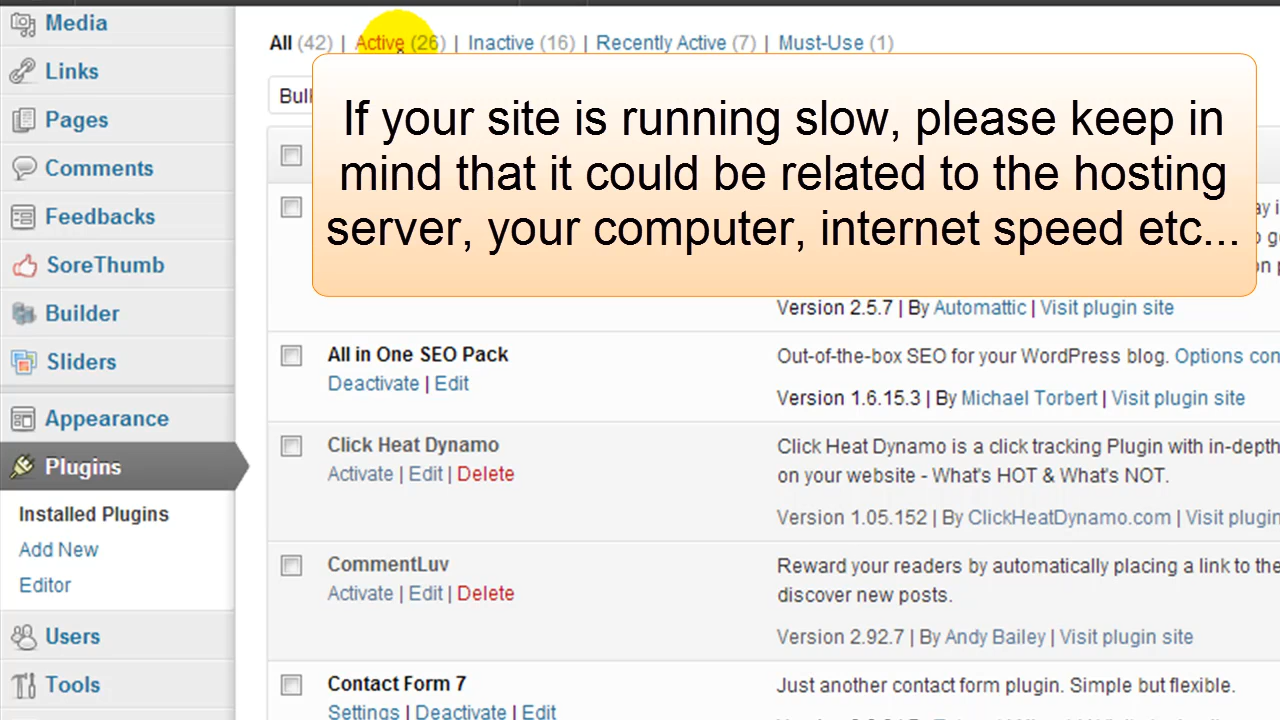 Media
Links
Pages
Comments
Feedbacks
SoreThumb
Builder
Sliders
Appearance
Plugins
Installed Plugins
Add New
Editor
Users
Tools
All (42) | Active (26) | Inactive (16) | Recently Active (7) | Must-Use (1)
If your site is running slow, please keep in
mind that it could be related to the hosting
server, your computer, internet speed etc...
Version 2.5.7 | By Automattic | Visit plugin site
All in One SEO Pack
Deactivate | Edit
Out-of-the-box SEO for your WordPress blog. Options con
Version 1.6.15.3 | By Michael Torbert | Visit plugin site
Click Heat Dynamo
Activate | Edit | Delete
Click Heat Dynamo is a click tracking Plugin with in-depth
on your website - What's HOT & What's NOT.
Version 1.05.152 | By ClickHeatDynamo.com | Visit plugin
CommentLuv
Activate | Edit | Delete
Reward your readers by automatically placing a link to the
discover new posts.
Version 2.92.7 | By Andy Bailey | Visit plugin site
Contact Form 7
Settings | Deactivate | Edit
Just another contact form plugin. Simple but flexible.